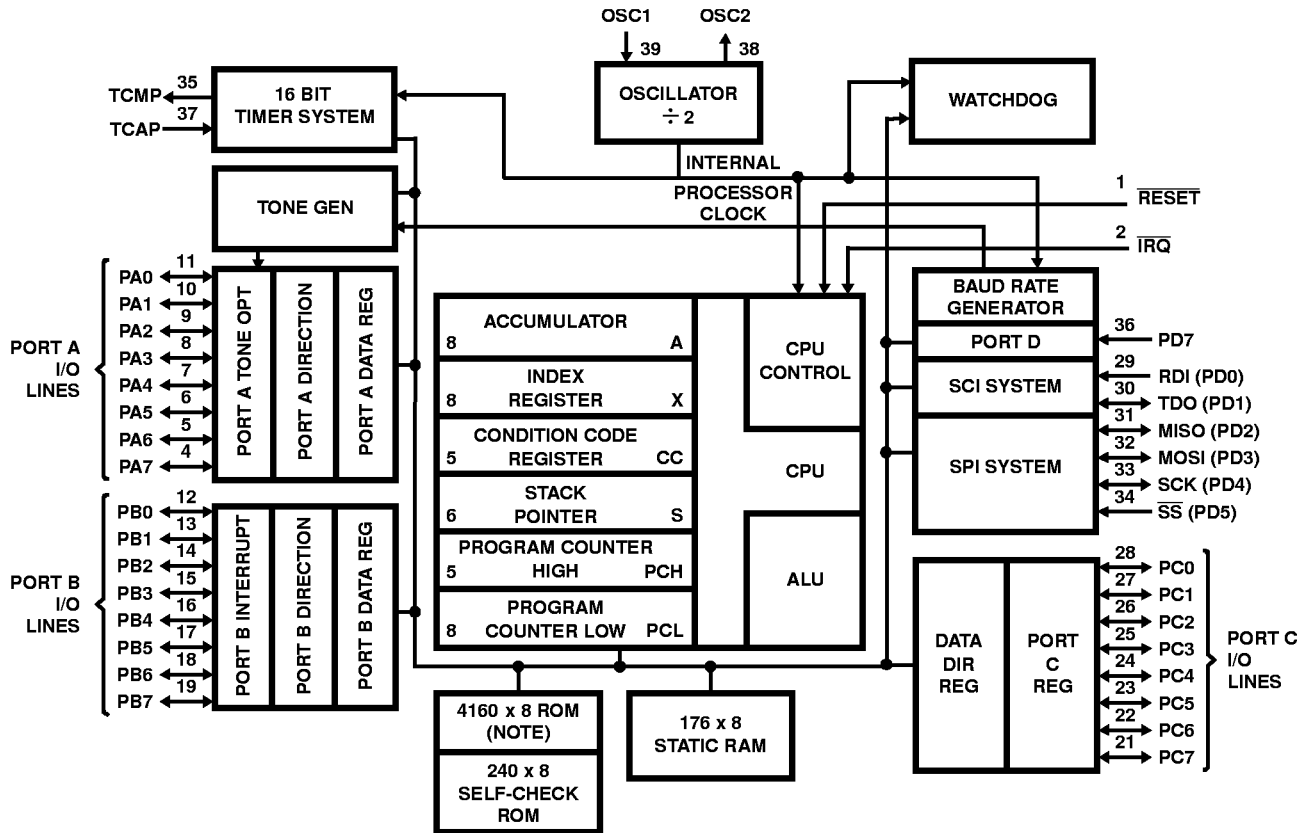 OSC1
OSC2
39
38
OSCILLATOR
÷ 2
35
TCMP
37
TCAP
16 BIT
TIMER SYSTEM
WATCHDOG
INTERNAL
PROCESSOR
CLOCK
TONE GEN
1
RESET
2
IRQ
PORT A
I/O
LINES
11
PA0
10
PA1
9
PA2
8
PA3
7
PA4
6
PA5
5
PA6
4
PA7
PORT A TONE OPT
PORT A DIRECTION
PORT A DATA REG
PORT B
I/O
LINES
12
PB0
13
PB1
14
PB2
15
PB3
16
PB4
17
PB5
18
PB6
19
PB7
PORT B INTERRUPT
PORT B DIRECTION
PORT B DATA REG
ACCUMULATOR
8 A
INDEX
REGISTER
8 X
CONDITION CODE
REGISTER
5 CC
STACK
POINTER
6 S
PROGRAM COUNTER
HIGH
5 PCH
PROGRAM
COUNTER LOW
8 PCL
CPU
CONTROL
CPU
ALU
4160 x 8 ROM
(NOTE)
240 x 8
SELF-CHECK
ROM
176 x 8
STATIC RAM
BAUD RATE
GENERATOR
PORT D
SCI SYSTEM
SPI SYSTEM
36
PD7
29
RDI (PD0)
30
TDO (PD1)
31
MISO (PD2)
32
MOSI (PD3)
33
SCK (PD4)
34
SS (PD5)
DATA
DIR
REG
PORT
C
REG
28
PC0
27
PC1
26
PC2
25
PC3
24
PC4
23
PC5
22
PC6
21
PC7
PORT C
I/O
LINES